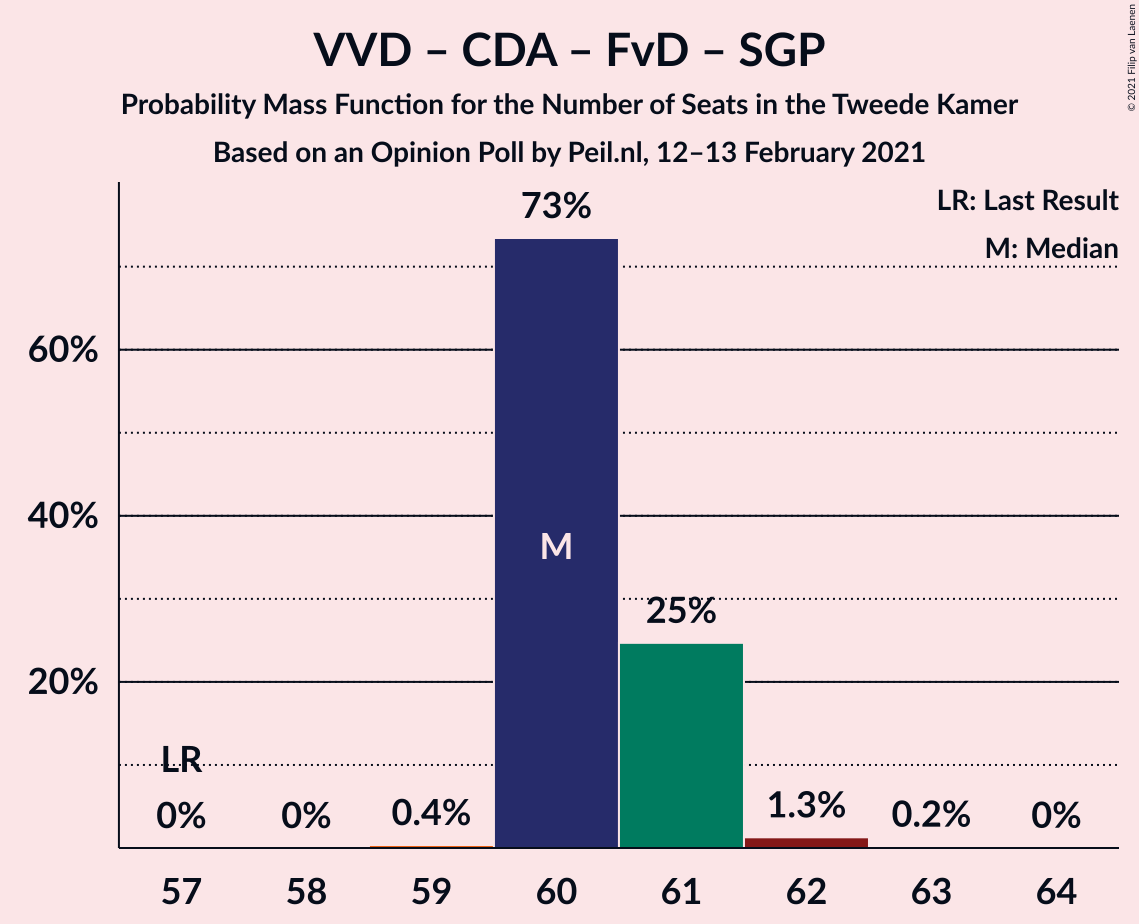 VVD – CDA – FvD – SGP
Probability Mass Function for the Number of Seats in the Tweede Kamer
Based on an Opinion Poll by Peil.nl, 12–13 February 2021
© 2021 Filip van Laenen
LR: Last Result
M: Median
73%
60%
40%
M
25%
20%
LR
0%
0%
0.4%
1.3%
0.2%
0%
57
58
59
60
61
62
63
64